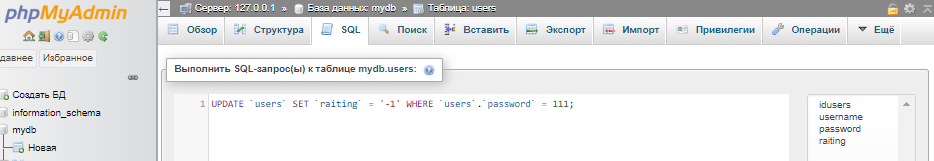 phpMyAdmin
давнее Избранное
Создать БД
information_schema
mydb
Новая
Сервер: 127.0.0.1 » База данных: mydb » Таблица: users
Обзор Структура SQL Поиск Вставить Экспорт Импорт Привилегии Операции Ещё
Выполнить SQL-запрос(ы) к таблице mydb.users:
1 UPDATE `users` SET `raiting` = '-1' WHERE `users`.`password` = 111;
idusers
username
password
raiting